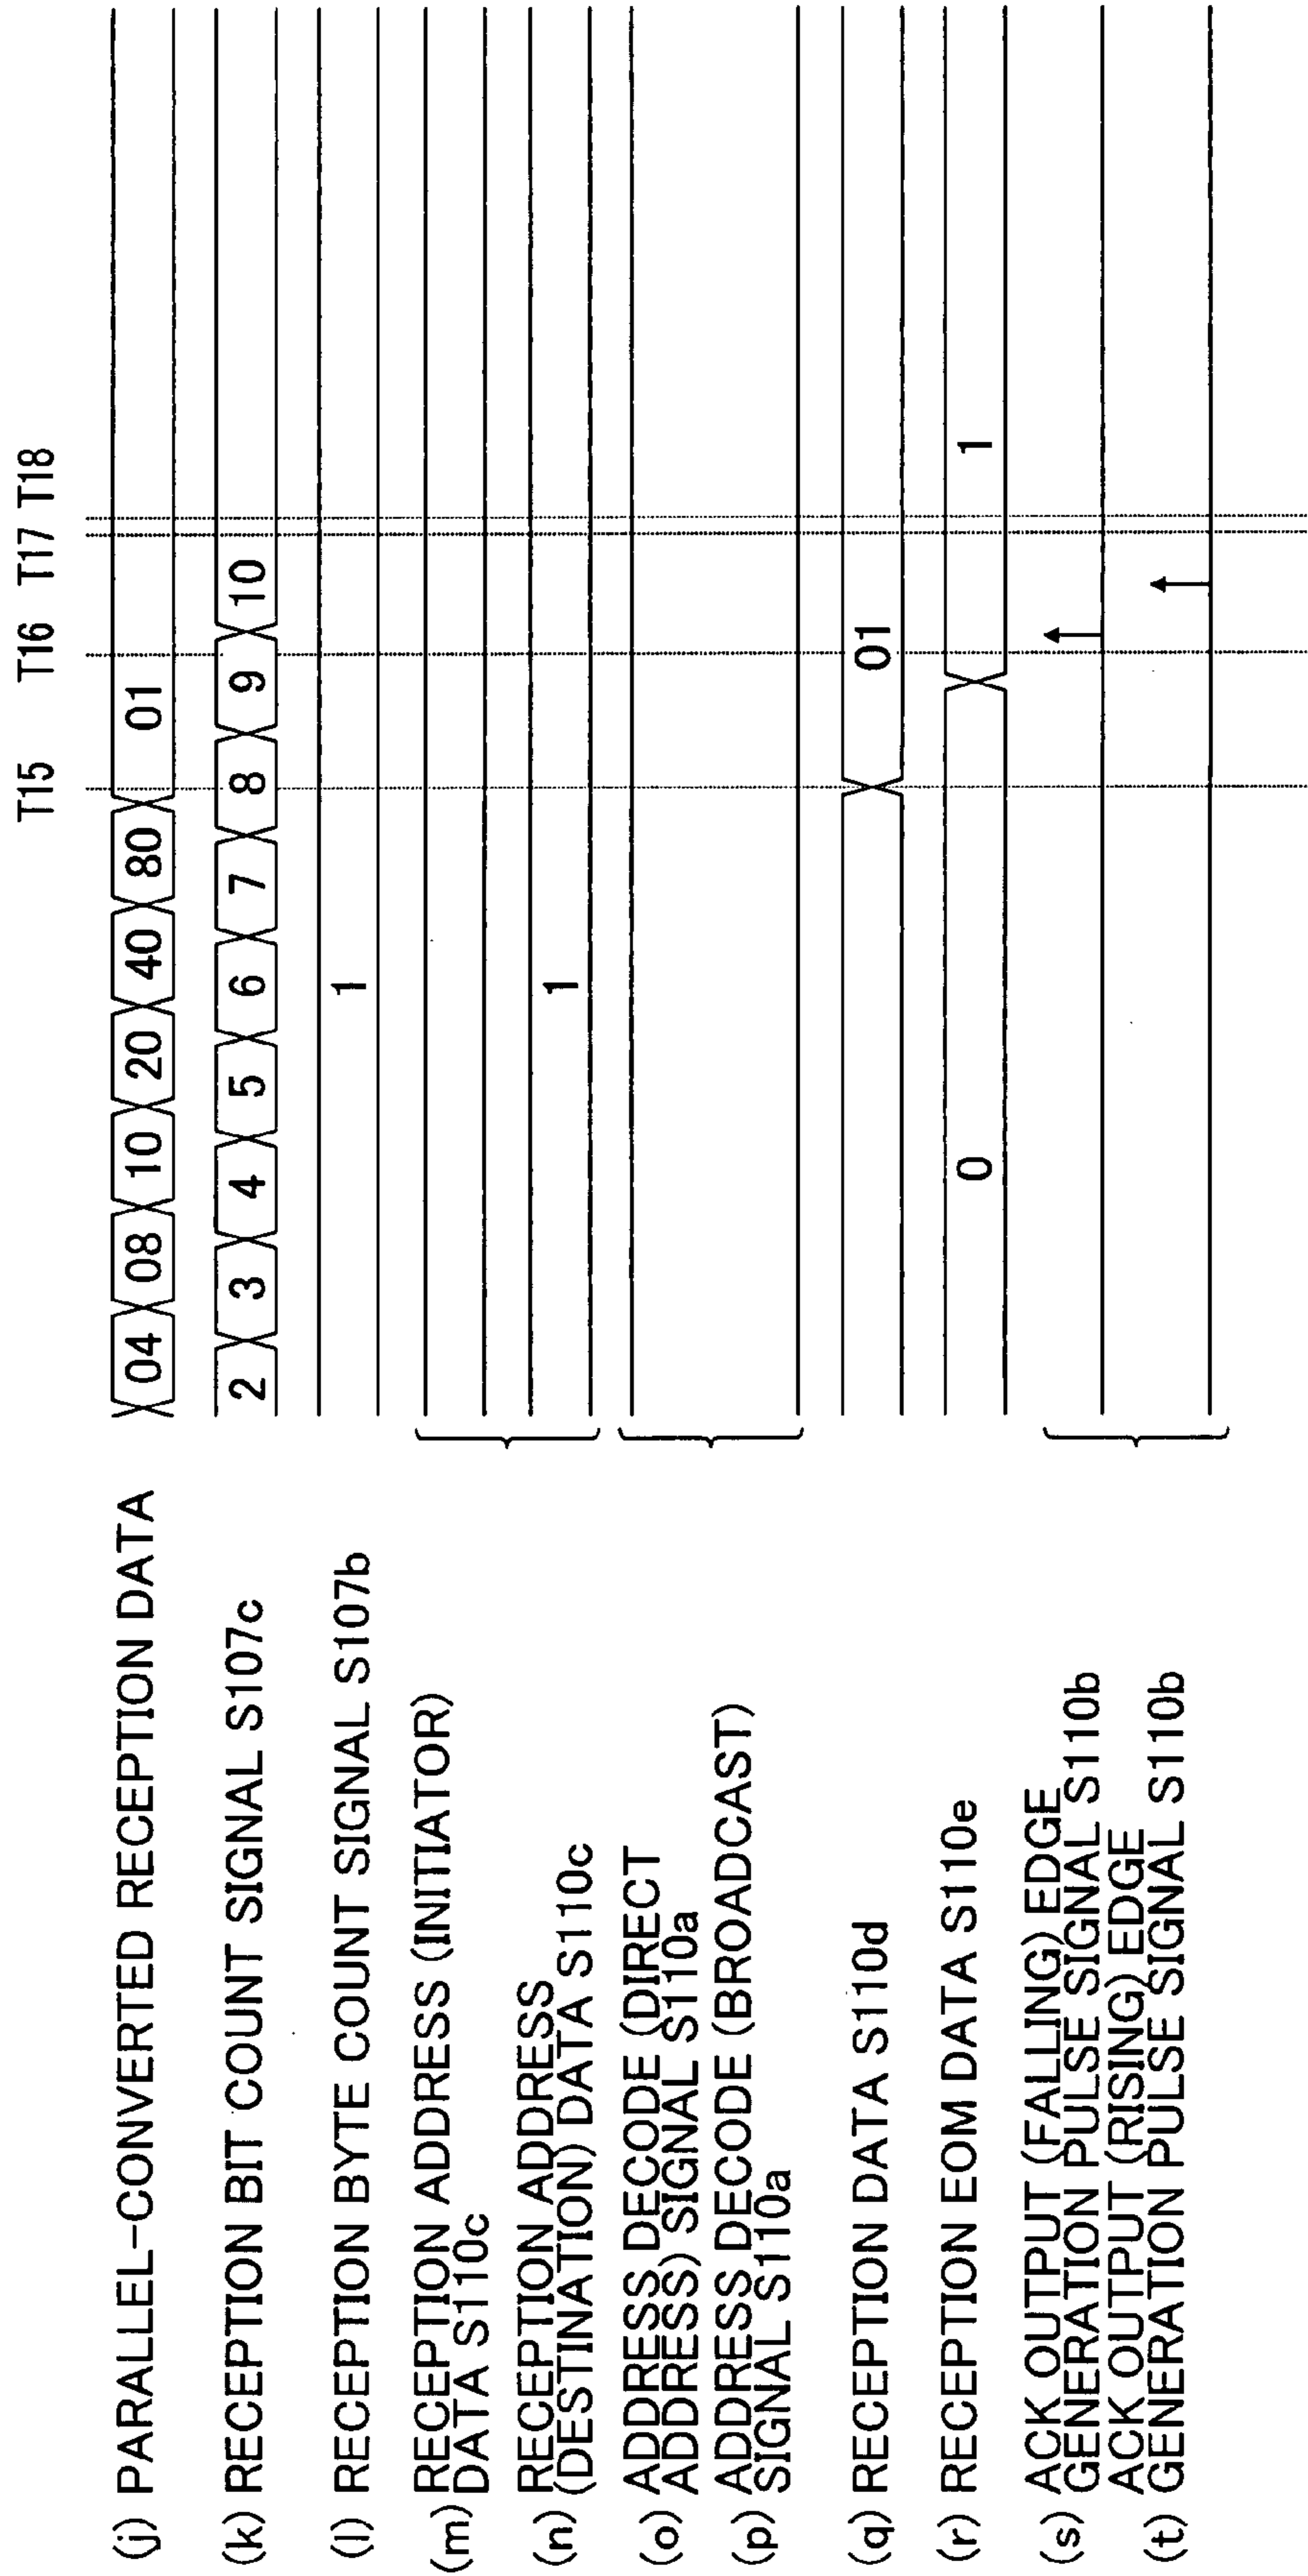 T15 T16 T17 T18
(j) PARALLEL-CONVERTED RECEPTION DATA
04 08 10 20 40 80 01
(k) RECEPTION BIT COUNT SIGNAL S107c
2 3 4 5 6 7 8 9 10
(l) RECEPTION BYTE COUNT SIGNAL S107b
1
(m) RECEPTION ADDRESS (INITIATOR)
DATA S110c
(n) RECEPTION ADDRESS
(DESTINATION) DATA S110c
1
(o) ADDRESS DECODE (DIRECT
ADDRESS) SIGNAL S110a
(p) ADDRESS DECODE (BROADCAST)
SIGNAL S110a
(q) RECEPTION DATA S110d
01
(r) RECEPTION EOM DATA S110e
0 1
(s) ACK OUTPUT (FALLING) EDGE
GENERATION PULSE SIGNAL S110b
(t) ACK OUTPUT (RISING) EDGE
GENERATION PULSE SIGNAL S110b